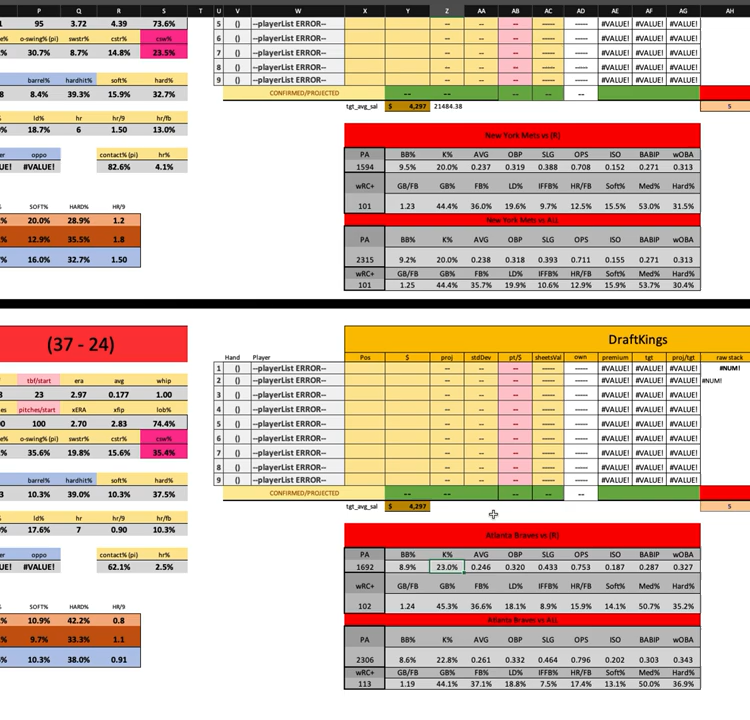 P Q R S T U V W X Y Z AA AB AC AD AE AF AG AH
95 3.72 4.39 73.6% 5 () --playerList ERROR-- -- -- -- ----- ----- #VALUE! #VALUE! #VALUE!
o-swing% (pi) swstr% cstr% csw% 6 () --playerList ERROR-- -- -- -- ----- ----- #VALUE! #VALUE! #VALUE!
30.7% 8.7% 14.8% 23.5% 7 () --playerList ERROR-- -- -- -- ----- ----- #VALUE! #VALUE! #VALUE!
8 () --playerList ERROR-- -- -- -- ----- ----- #VALUE! #VALUE! #VALUE!
barrel% hardhit% soft% hard% 9 () --playerList ERROR-- -- -- -- ----- ----- #VALUE! #VALUE! #VALUE!
8.4% 39.3% 15.9% 32.7% CONFIRMED/PROJECTED -- -- -- -- -- ---
tgt_avg_sal $ 4,297 21484.38 5
ld% hr hr/9 hr/fb
18.7% 6 1.50 13.0%
New York Mets vs (R)
oppo contact% (pi) hr% PA BB% K% AVG OBP SLG OPS ISO BABIP wOBA
#VALUE! 82.6% 4.1% 1594 9.5% 20.0% 0.237 0.319 0.388 0.708 0.152 0.271 0.313
wRC+ GB/FB GB% FB% LD% IFFB% HR/FB Soft% Med% Hard%
SOFT% HARD% HR/9 101 1.23 44.4% 36.0% 19.6% 9.7% 12.5% 15.5% 53.0% 31.5%
20.0% 28.9% 1.2 New York Mets vs ALL
12.9% 35.5% 1.8 PA BB% K% AVG OBP SLG OPS ISO BABIP wOBA
16.0% 32.7% 1.50 2315 9.2% 20.0% 0.238 0.318 0.393 0.711 0.155 0.271 0.313
wRC+ GB/FB GB% FB% LD% IFFB% HR/FB Soft% Med% Hard%
101 1.25 44.4% 35.7% 19.9% 10.6% 12.9% 15.9% 53.7% 30.4%
(37 - 24) DraftKings
Hand Player Pos $ proj stdDev pt/$ sheetsVal own premium tgt proj/tgt raw stack
1 () --playerList ERROR-- -- -- -- ----- ----- #VALUE! #VALUE! #VALUE! #NUM!
tbf/start era avg whip 2 () --playerList ERROR-- -- -- -- ----- ----- #VALUE! #VALUE! #VALUE! #NUM!
23 2.97 0.177 1.00 3 () --playerList ERROR-- -- -- -- ----- ----- #VALUE! #VALUE! #VALUE!
pitches/start xERA xfip lob% 4 () --playerList ERROR-- -- -- -- ----- ----- #VALUE! #VALUE! #VALUE!
100 2.70 2.83 74.4% 5 () --playerList ERROR-- -- -- -- ----- ----- #VALUE! #VALUE! #VALUE!
o-swing% (pi) swstr% cstr% csw% 6 () --playerList ERROR-- -- -- -- ----- ----- #VALUE! #VALUE! #VALUE!
35.6% 19.8% 15.6% 35.4% 7 () --playerList ERROR-- -- -- -- ----- ----- #VALUE! #VALUE! #VALUE!
8 () --playerList ERROR-- -- -- -- ----- ----- #VALUE! #VALUE! #VALUE!
barrel% hardhit% soft% hard% 9 () --playerList ERROR-- -- -- -- ----- ----- #VALUE! #VALUE! #VALUE!
10.3% 39.0% 10.3% 37.5% CONFIRMED/PROJECTED -- -- -- -- -- ---
tgt_avg_sal $ 4,297 5
ld% hr hr/9 hr/fb
17.6% 7 0.90 10.3%
Atlanta Braves vs (R)
oppo contact% (pi) hr% PA BB% K% AVG OBP SLG OPS ISO BABIP wOBA
#VALUE! 62.1% 2.5% 1692 8.9% 23.0% 0.246 0.320 0.433 0.753 0.187 0.287 0.327
wRC+ GB/FB GB% FB% LD% IFFB% HR/FB Soft% Med% Hard%
SOFT% HARD% HR/9 102 1.24 45.3% 36.6% 18.1% 8.9% 15.9% 14.1% 50.7% 35.2%
10.9% 42.2% 0.8 Atlanta Braves vs ALL
9.7% 33.3% 1.1 PA BB% K% AVG OBP SLG OPS ISO BABIP wOBA
10.3% 38.0% 0.91 2306 8.6% 22.8% 0.261 0.332 0.464 0.796 0.202 0.303 0.343
wRC+ GB/FB GB% FB% LD% IFFB% HR/FB Soft% Med% Hard%
113 1.19 44.1% 37.1% 18.8% 7.5% 17.4% 13.1% 50.0% 36.9%